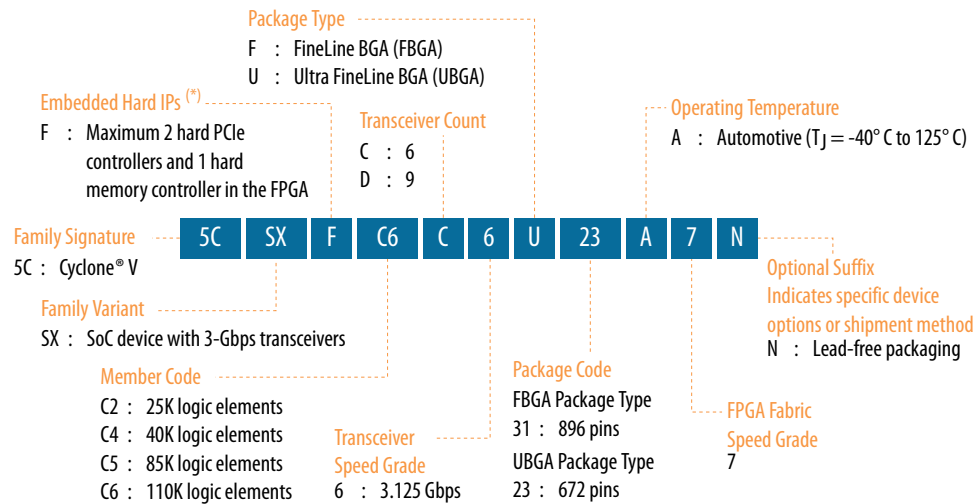 Package Type
F : FineLine BGA (FBGA)
U : Ultra FineLine BGA (UBGA)
Embedded Hard IPs (*)
F : Maximum 2 hard PCIe
controllers and 1 hard
memory controller in the FPGA
Transceiver Count
C : 6
D : 9
Operating Temperature
A : Automotive (TJ = -40° C to 125° C)
5C SX F C6 C 6 U 23 A 7 N
Family Signature
5C : Cyclone® V
Family Variant
SX : SoC device with 3-Gbps transceivers
Member Code
C2 : 25K logic elements
C4 : 40K logic elements
C5 : 85K logic elements
C6 : 110K logic elements
Transceiver
Speed Grade
6 : 3.125 Gbps
Package Code
FBGA Package Type
31 : 896 pins
UBGA Package Type
23 : 672 pins
FPGA Fabric
Speed Grade
7
Optional Suffix
Indicates specific device
options or shipment method
N : Lead-free packaging